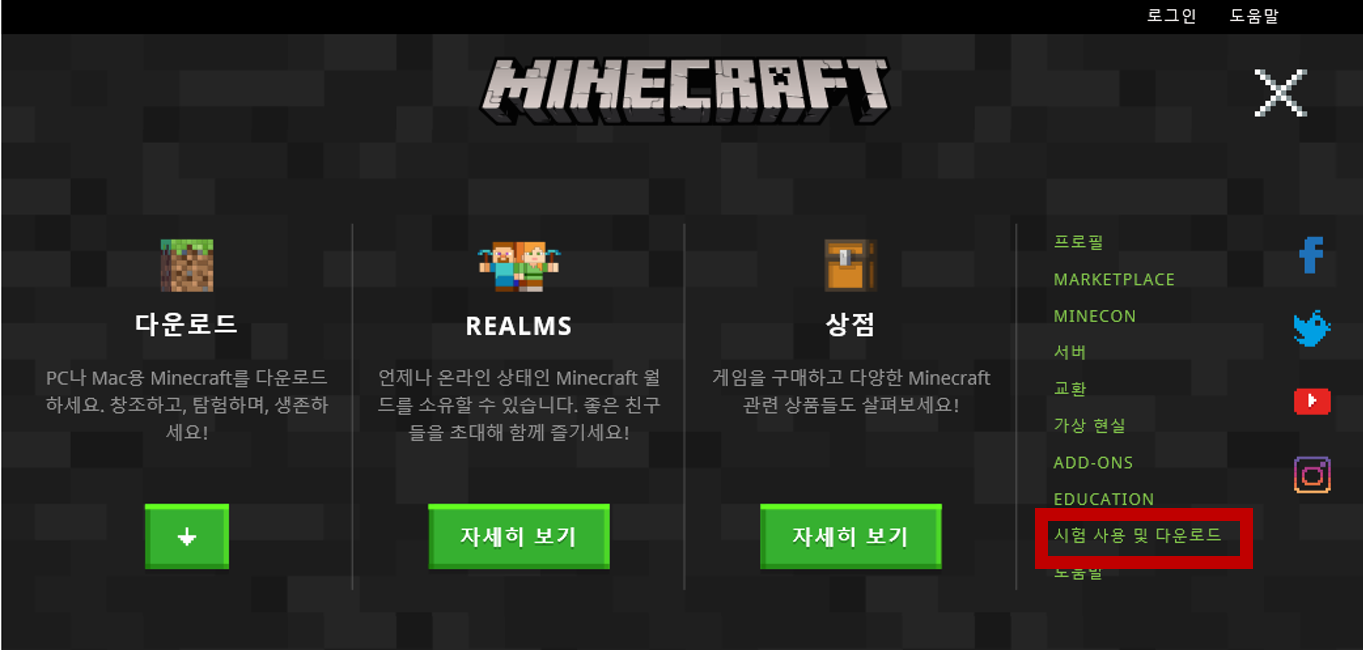 로그인 도움말
MINECRAFT
다운로드
PC나 Mac용 Minecraft를 다운로드
하세요. 창조하고, 탐험하며, 생존하
세요!
REALMS
언제나 온라인 상태인 Minecraft 월
드를 소유할 수 있습니다. 좋은 친구
들을 초대해 함께 즐기세요!
자세히 보기
상점
게임을 구매하고 다양한 Minecraft
관련 상품들도 살펴보세요!
자세히 보기
프로필
MARKETPLACE
MINECON
서버
교환
가상 현실
ADD-ONS
EDUCATION
시험 사용 및 다운로드
도움말